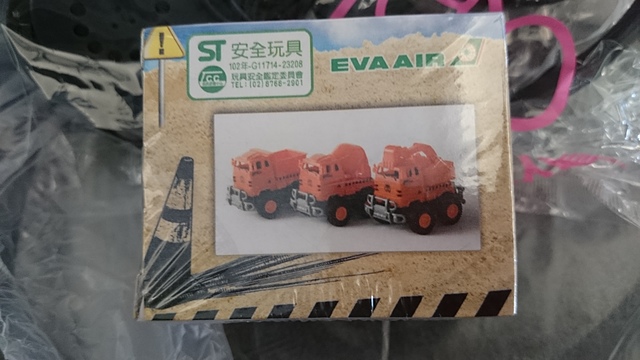 ST 安全玩具
102年-G11714-23208
玩具安全鑑定委員會
TEL：(02) 8768-2901
EVA AIR